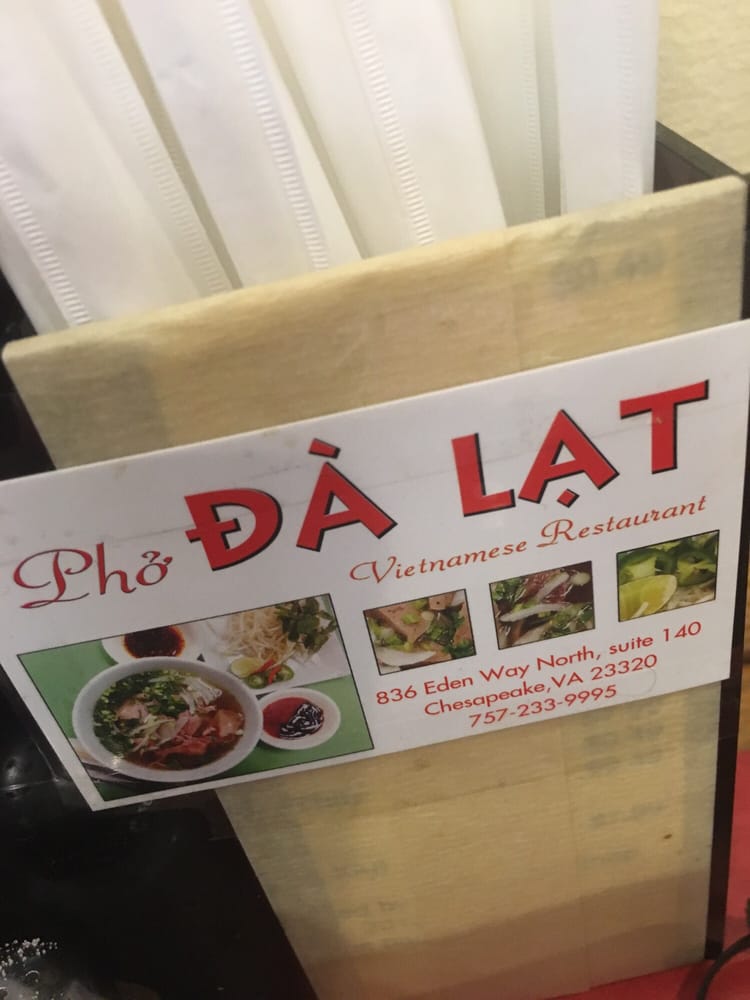 Phở ĐÀ LẠT
Vietnamese Restaurant
836 Eden Way North, suite 140
Chesapeake, VA 23320
757-233-9995